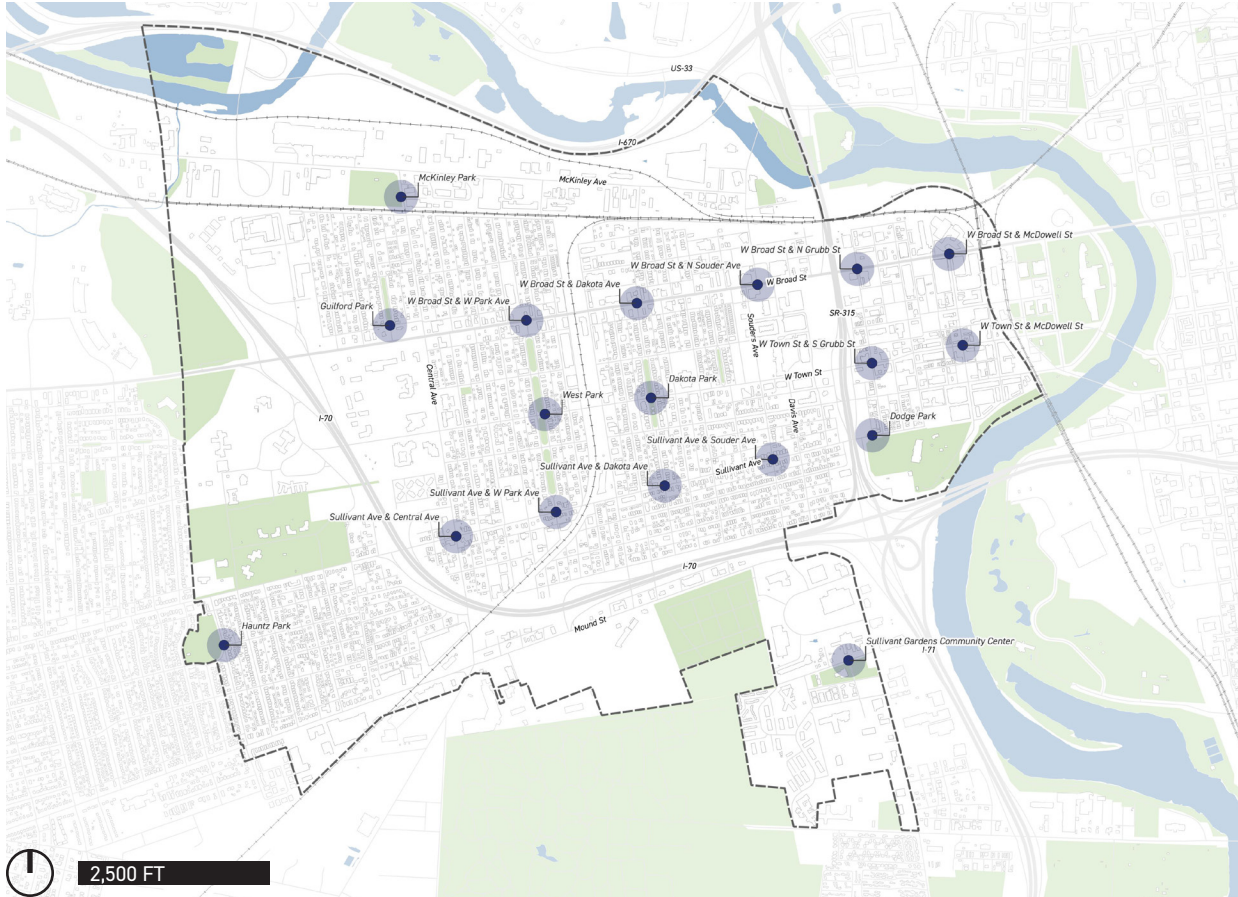 US-33
I-670
McKinley Park
McKinley Ave
W Broad St & McDowell St
W Broad St & N Grubb St
W Broad St & N Souder Ave
W Broad St
W Broad St & Dakota Ave
W Broad St & W Park Ave
Guilford Park
SR-315
Souders Ave
W Town St & McDowell St
W Town St & S Grubb St
W Town St
Central Ave
Dakota Park
West Park
Davis Ave
Dodge Park
I-70
Sullivant Ave & Souder Ave
Sullivant Ave
Sullivant Ave & Dakota Ave
Sullivant Ave & W Park Ave
Sullivant Ave & Central Ave
I-70
Mound St
Hauntz Park
Sullivant Gardens Community Center
I-71
2,500 FT